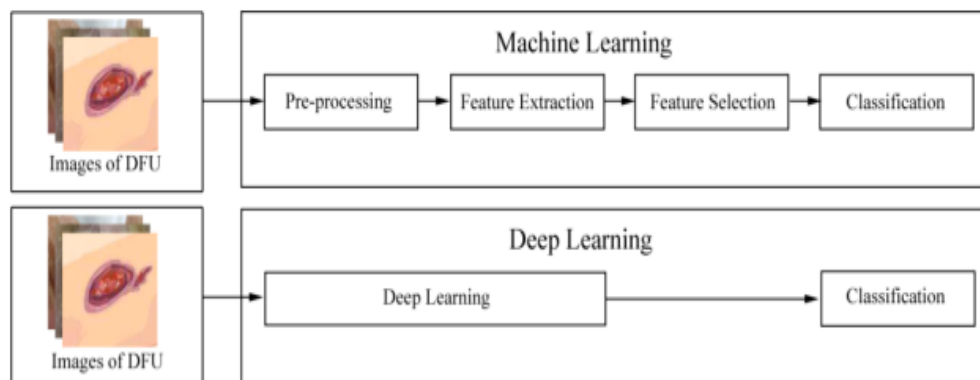 Images of DFU
Machine Learning
Pre-processing
Feature Extraction
Feature Selection
Classification
Images of DFU
Deep Learning
Deep Learning
Classification